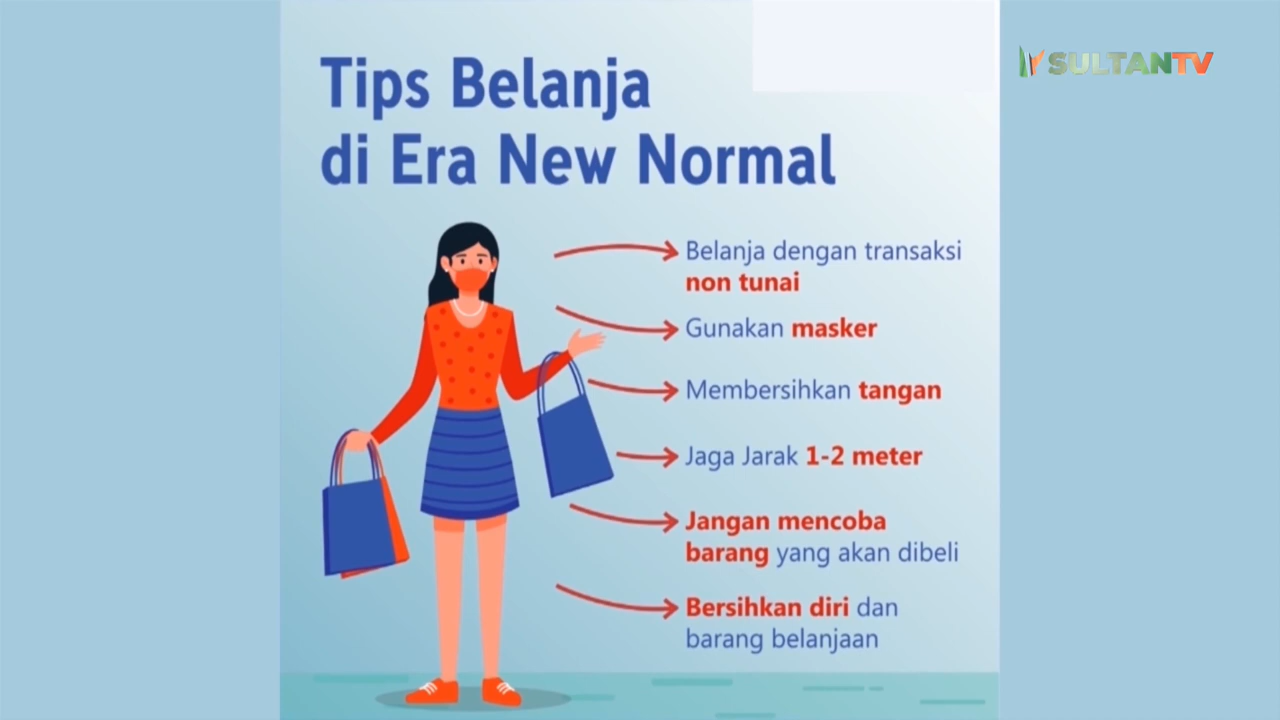 SULTANTV
Tips Belanja
di Era New Normal
Belanja dengan transaksi
non tunai
Gunakan masker
Membersihkan tangan
Jaga Jarak 1-2 meter
Jangan mencoba
barang yang akan dibeli
Bersihkan diri dan
barang belanjaan